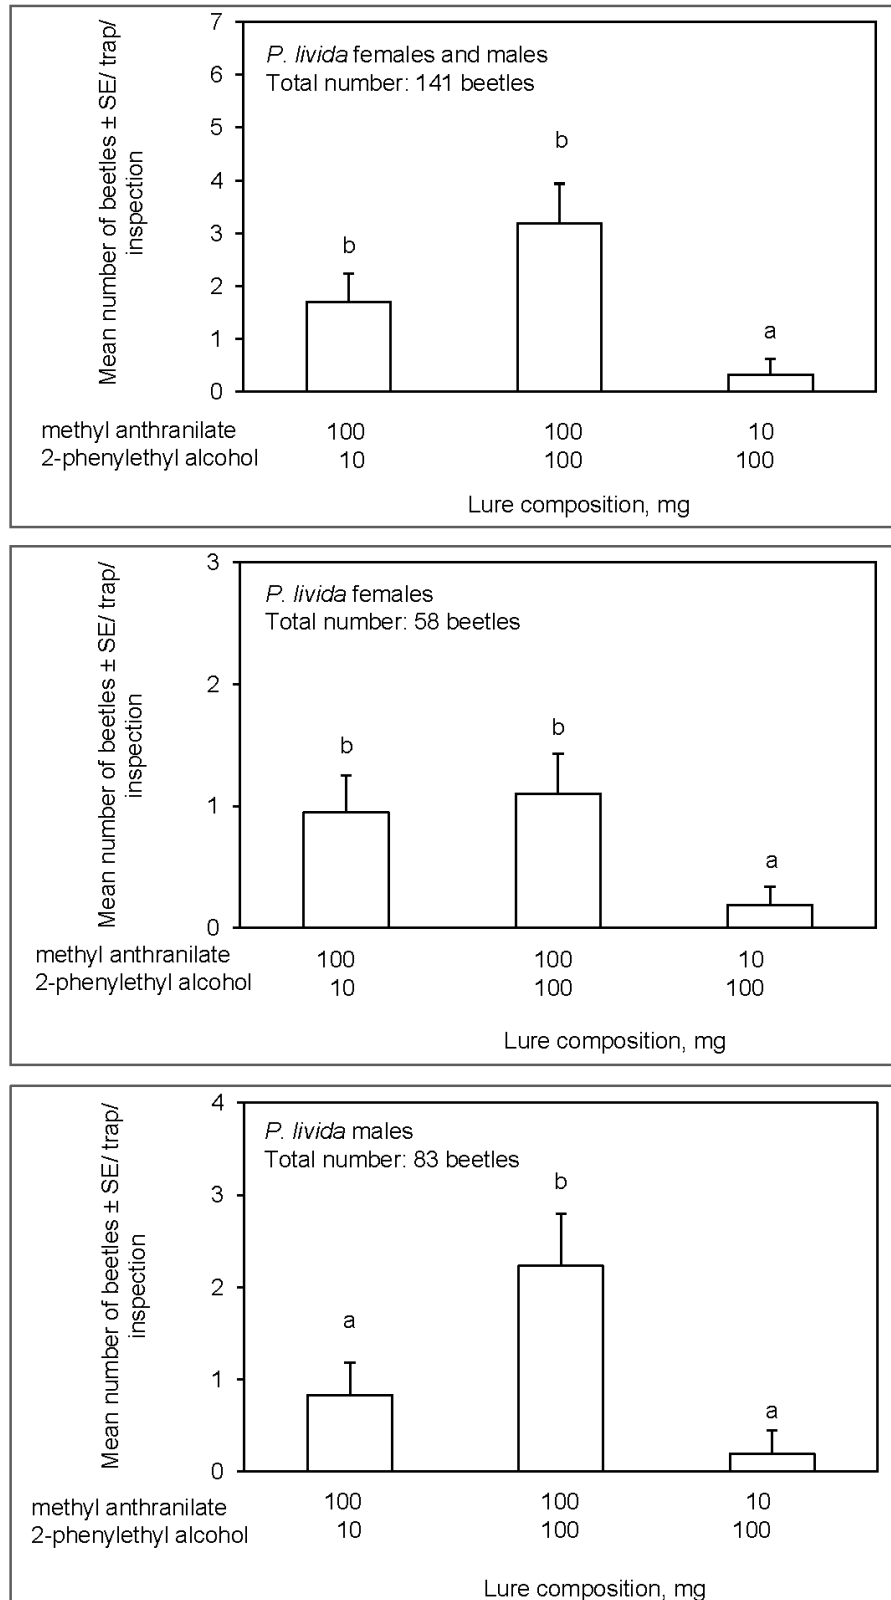 Mean number of beetles ± SE/ trap/
inspection
7
6
5
4
3
2
1
0
P. livida females and males
Total number: 141 beetles
b
b
a
methyl anthranilate 100 100 10
2-phenylethyl alcohol 10 100 100
Lure composition, mg
Mean number of beetles ± SE/ trap/
inspection
3
2
1
0
P. livida females
Total number: 58 beetles
b
b
a
methyl anthranilate 100 100 10
2-phenylethyl alcohol 10 100 100
Lure composition, mg
Mean number of beetles ± SE/ trap/
inspection
4
3
2
1
0
P. livida males
Total number: 83 beetles
b
a
a
methyl anthranilate 100 100 10
2-phenylethyl alcohol 10 100 100
Lure composition, mg